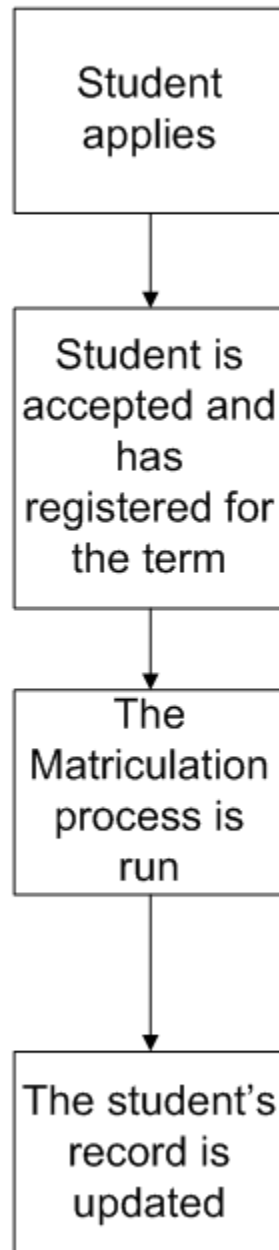 Student
applies
Student is
accepted and
has
registered for
the term
The
Matriculation
process is
run
The student's
record is
updated